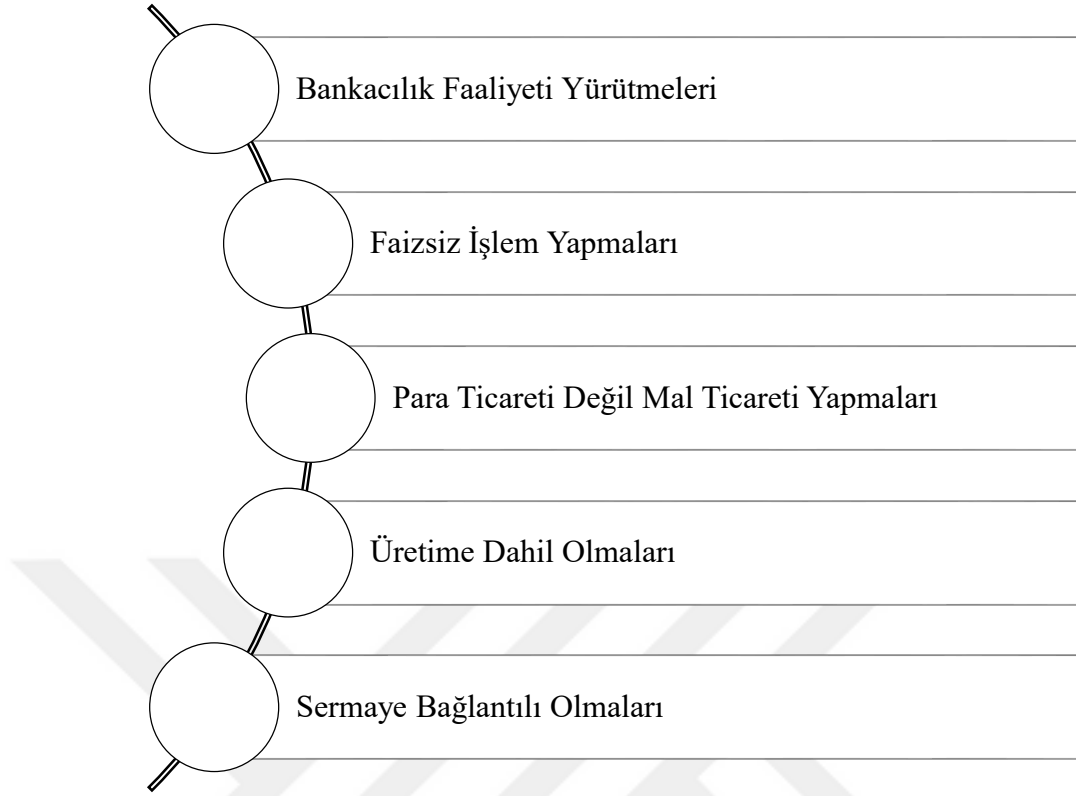 Bankacılık Faaliyeti Yürütmeleri
Faizsiz İşlem Yapmaları
Para Ticareti Değil Mal Ticareti Yapmaları
Üretime Dahil Olmaları
Sermaye Bağlantılı Olmaları